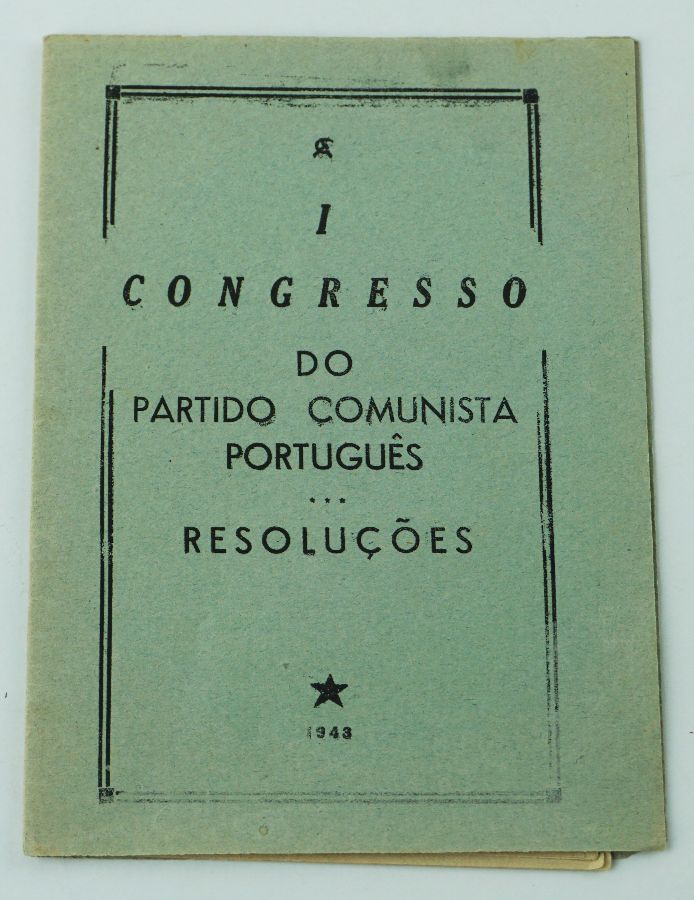 I
CONGRESSO
DO
PARTIDO COMUNISTA
PORTUGUÊS
***
RESOLUÇÕES
1943